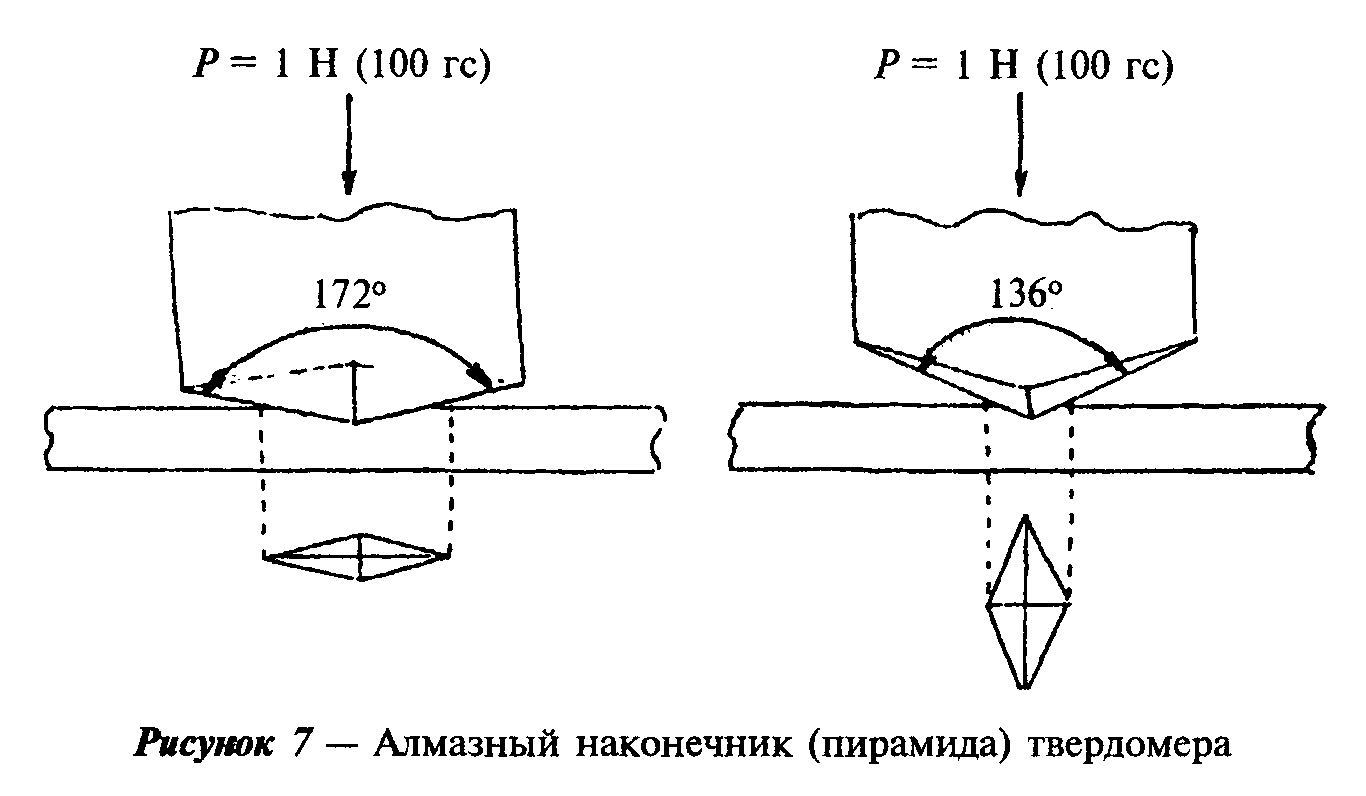 P = 1 Н (100 гс)
P = 1 Н (100 гс)
172°
136°
Рисунок 7 — Алмазный наконечник (пирамида) твердомера